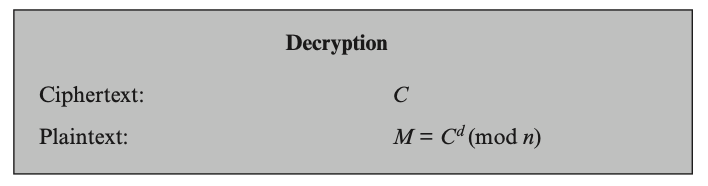 Decryption
Ciphertext: C
Plaintext: M = C^d (mod n)